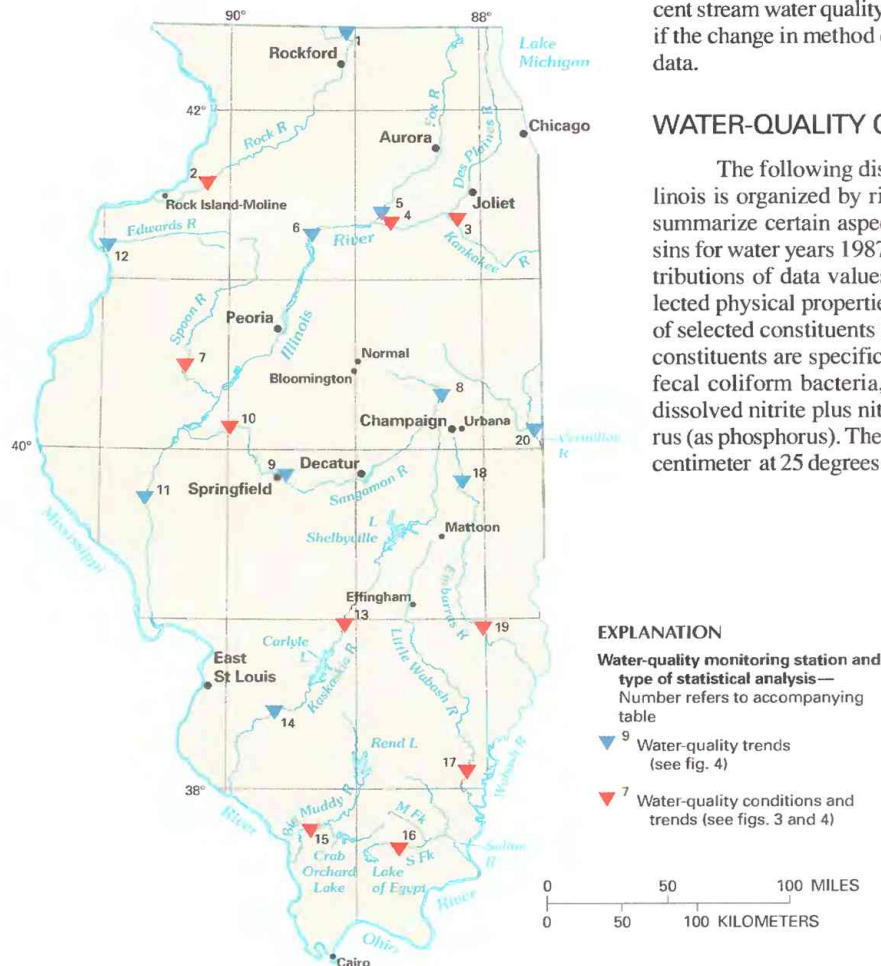 cent stream water quality
if the change in method
data.
WATER-QUALITY
The following dis
linois is organized by ri
summarize certain aspe
sins for water years 1987
tributions of data values
lected physical propertie
of selected constituents
constituents are specific
fecal coliform bacteria,
dissolved nitrite plus nit
rus (as phosphorus). The
centimeter at 25 degrees
90°
88°
1
Rockford
Lake
Michigan
42°
Rock R
Fox R
Aurora
Chicago
Des Plaines R
2
Rock Island-Moline
Joliet
5
4
3
6
River
Kankakee R
Edwards R
12
Spoon R
Peoria
Illinois
7
Normal
Bloomington
8
10
Champaign
Urbana
20
Vermilion
R
40°
9
Decatur
Springfield
Sangamon R
18
11
Mississippi
L
Shelbyville
Mattoon
Embarras R
Effingham
13
19
Carlyle
L
Kaskaskia R
Little Wabash R
East
St Louis
14
Rend L
17
Wabash R
38°
River
Big Muddy R
M Fk
15
16
Crab
Orchard
Lake
S Fk
Lake
of Egypt
Saline
R
River
Ohio
Cairo
EXPLANATION
Water-quality monitoring station and
type of statistical analysis—
Number refers to accompanying
table
9 Water-quality trends
(see fig. 4)
7 Water-quality conditions and
trends (see figs. 3 and 4)
0 50 100 MILES
0 50 100 KILOMETERS